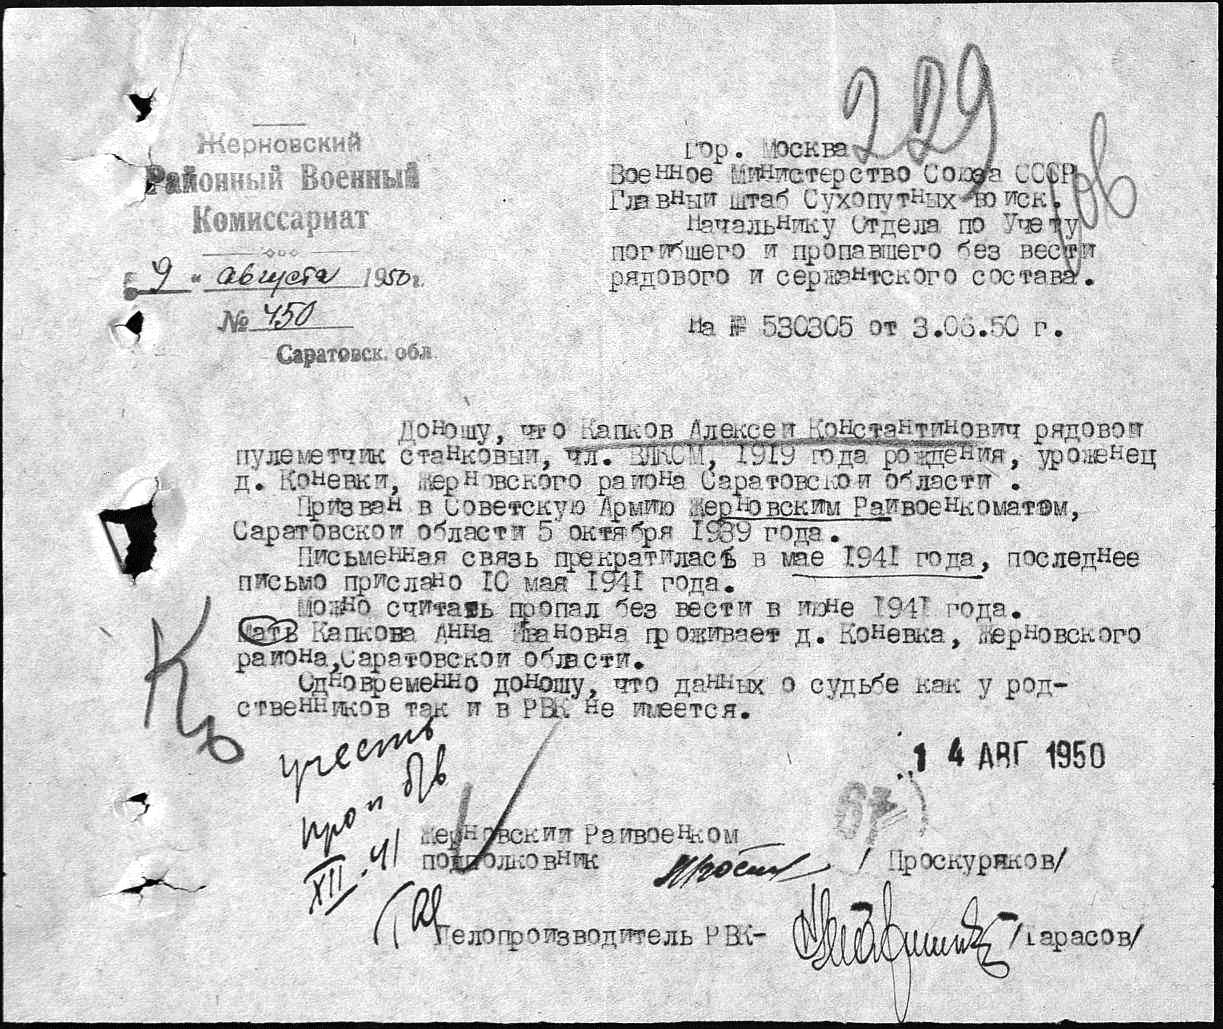 229
Жерновский
Районный Военный
Комиссариат
9 " августа 1950г.
№ 450
Саратовск. обл.
Гор. Москва
Военное Министерство Союза СССР
Главный штаб Сухопутных войск.
Начальнику Отдела по Учету
погибшего и пропавшего без вести
рядового и сержантского состава.
На № 530305 от 3.06.50 г.
Доношу, что Капков Алексей Константинович рядовой
пулеметчик станковый, чл. ВЛКСМ, 1919 года рождения, уроженец
д. Коневки, Жерновского района Саратовской области .
Призван в Советскую Армию Жерновским Райвоенкоматом,
Саратовской области 5 октября 1939 года.
Письменная связь прекратилась в мае 1941 года, последнее
письмо прислано 10 мая 1941 года.
Можно считать пропал без вести в июне 1941 года.
Мать Капкова Анна Ивановна проживает д. Коневка, Жерновского
района,Саратовской области.
Одновременно доношу, что данных о судьбе как у род-
ственников так и в РВК не имеется.
учесть
проп б/в
XII.41
14 АВГ 1950
67
Жерновский Райвоенком
подполковник / Проскуряков/
Делопроизводитель РВК- /Тарасов/